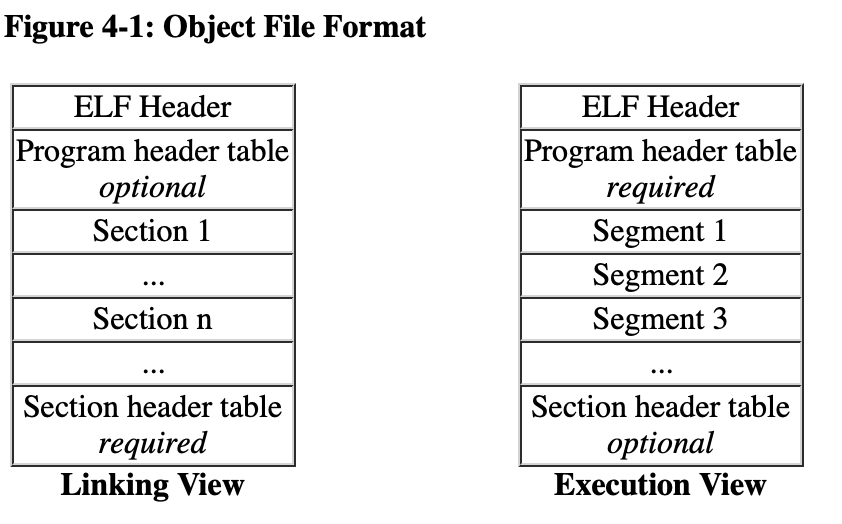 Figure 4-1: Object File Format
ELF Header
Program header table
optional
Section 1
...
Section n
...
Section header table
required
Linking View
ELF Header
Program header table
required
Segment 1
Segment 2
Segment 3
...
Section header table
optional
Execution View